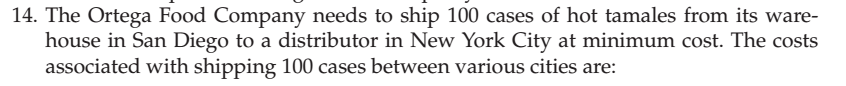 14. The Ortega Food Company needs to ship 100 cases of hot tamales from its ware-
house in San Diego to a distributor in New York City at minimum cost. The costs
associated with shipping 100 cases between various cities are: